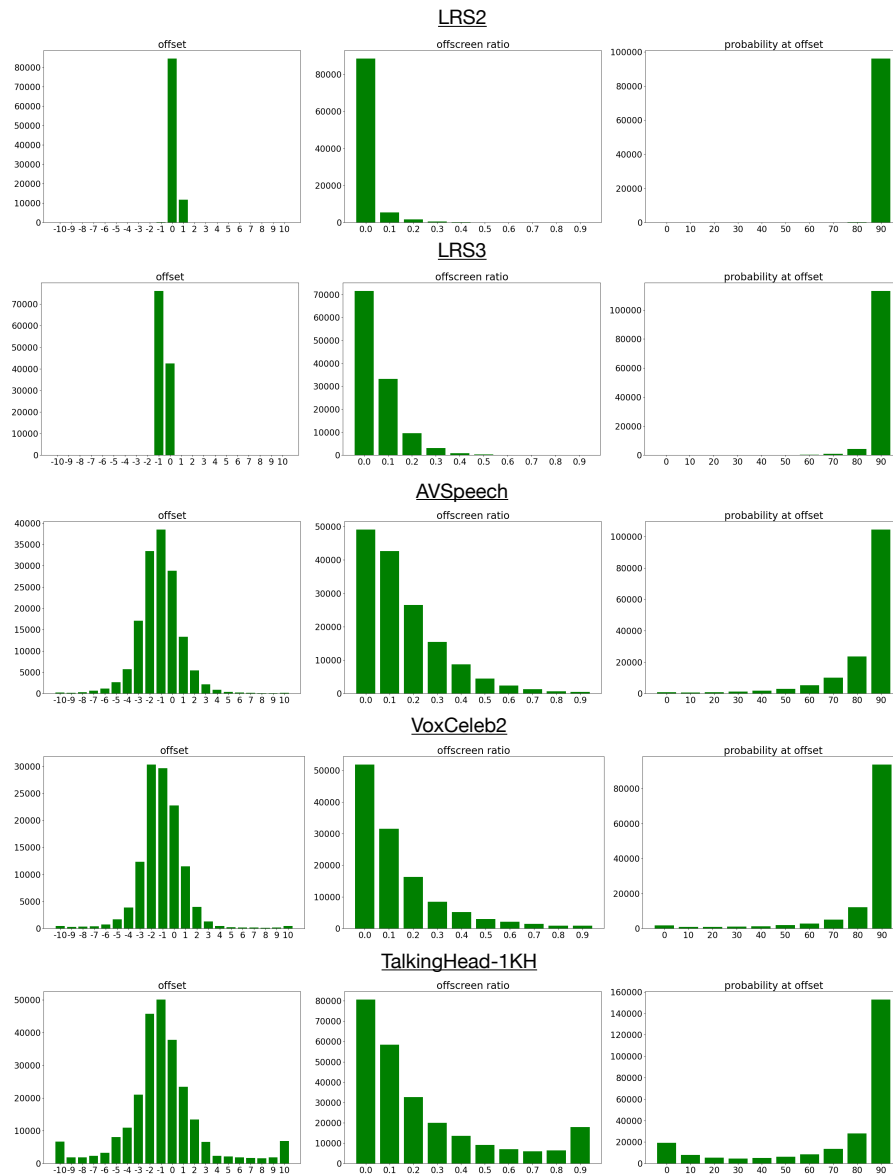 LRS2
offset offscreen ratio probability at offset
80000 70000 60000 50000 40000 30000 20000 10000 0
-10 -9 -8 -7 -6 -5 -4 -3 -2 -1 0 1 2 3 4 5 6 7 8 9 10
80000 60000 40000 20000 0
0.0 0.1 0.2 0.3 0.4 0.5 0.6 0.7 0.8 0.9
100000 80000 60000 40000 20000 0
0 10 20 30 40 50 60 70 80 90
LRS3
offset offscreen ratio probability at offset
70000 60000 50000 40000 30000 20000 10000 0
-10 -9 -8 -7 -6 -5 -4 -3 -2 -1 0 1 2 3 4 5 6 7 8 9 10
70000 60000 50000 40000 30000 20000 10000 0
0.0 0.1 0.2 0.3 0.4 0.5 0.6 0.7 0.8 0.9
100000 80000 60000 40000 20000 0
0 10 20 30 40 50 60 70 80 90
AVSpeech
offset offscreen ratio probability at offset
40000 35000 30000 25000 20000 15000 10000 5000 0
-10 -9 -8 -7 -6 -5 -4 -3 -2 -1 0 1 2 3 4 5 6 7 8 9 10
50000 40000 30000 20000 10000 0
0.0 0.1 0.2 0.3 0.4 0.5 0.6 0.7 0.8 0.9
100000 80000 60000 40000 20000 0
0 10 20 30 40 50 60 70 80 90
VoxCeleb2
offset offscreen ratio probability at offset
30000 25000 20000 15000 10000 5000 0
-10 -9 -8 -7 -6 -5 -4 -3 -2 -1 0 1 2 3 4 5 6 7 8 9 10
50000 40000 30000 20000 10000 0
0.0 0.1 0.2 0.3 0.4 0.5 0.6 0.7 0.8 0.9
80000 60000 40000 20000 0
0 10 20 30 40 50 60 70 80 90
TalkingHead-1KH
offset offscreen ratio probability at offset
50000 40000 30000 20000 10000 0
-10 -9 -8 -7 -6 -5 -4 -3 -2 -1 0 1 2 3 4 5 6 7 8 9 10
80000 70000 60000 50000 40000 30000 20000 10000 0
0.0 0.1 0.2 0.3 0.4 0.5 0.6 0.7 0.8 0.9
160000 140000 120000 100000 80000 60000 40000 20000 0
0 10 20 30 40 50 60 70 80 90